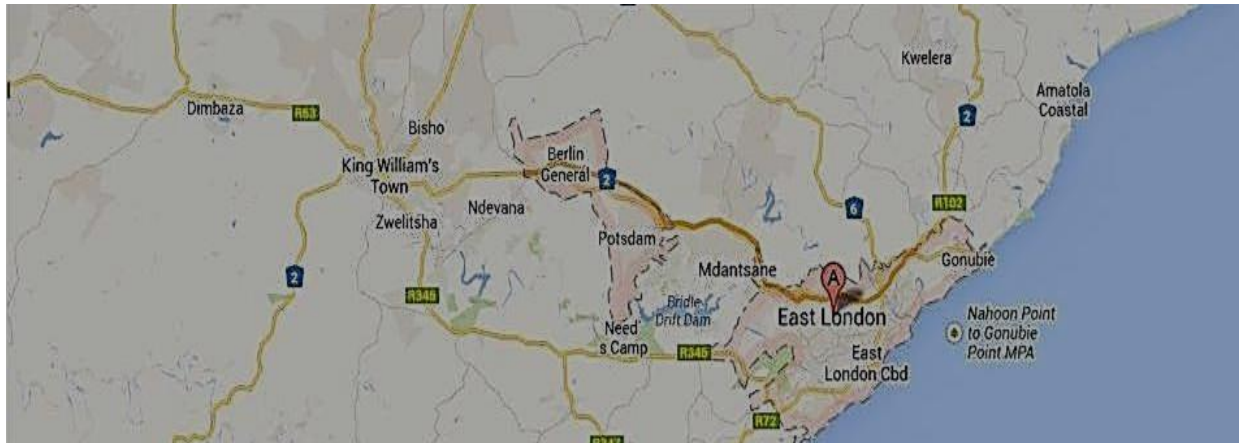 Kwelera
Amatola
Coastal
2
Dimbaza
R63
Bisho
King William's
Town
Berlin
General
2
Ndevana
Zwelitsha
6
R102
Potsdam
Gonubie
Mdantsane
A
2
R346
Bridle
Drift Dam
East London
Nahoon Point
to Gonubie
Point MPA
Need
s Camp
R346
East
London Cbd
R72